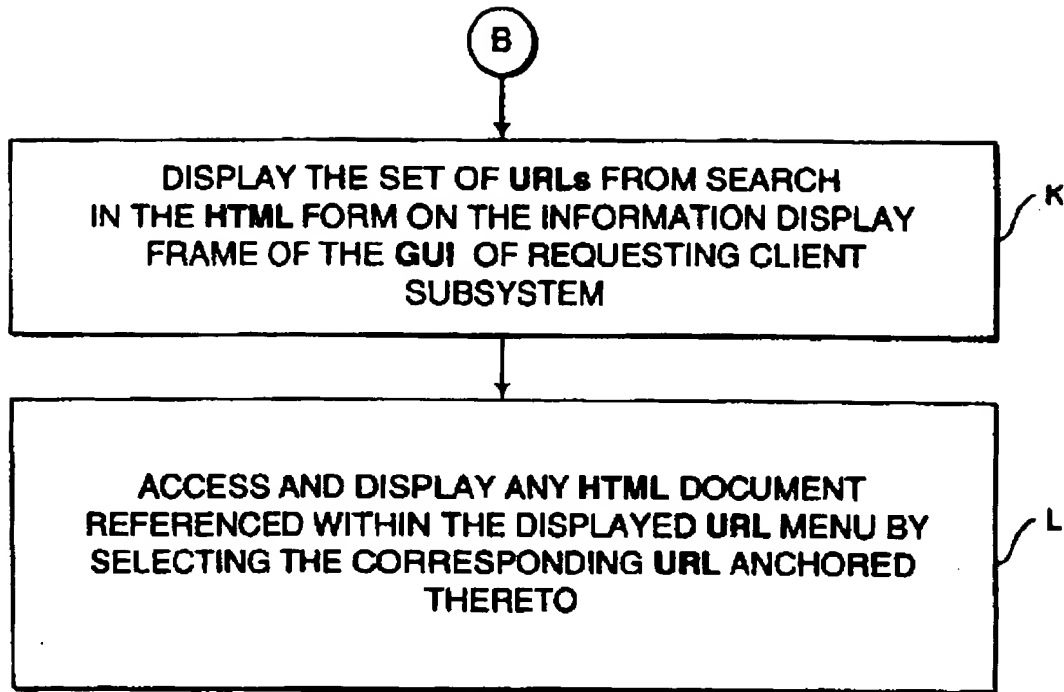 B
DISPLAY THE SET OF URLs FROM SEARCH
IN THE HTML FORM ON THE INFORMATION DISPLAY
FRAME OF THE GUI OF REQUESTING CLIENT
SUBSYSTEM
K
ACCESS AND DISPLAY ANY HTML DOCUMENT
REFERENCED WITHIN THE DISPLAYED URL MENU BY
SELECTING THE CORRESPONDING URL ANCHORED
THERETO
L